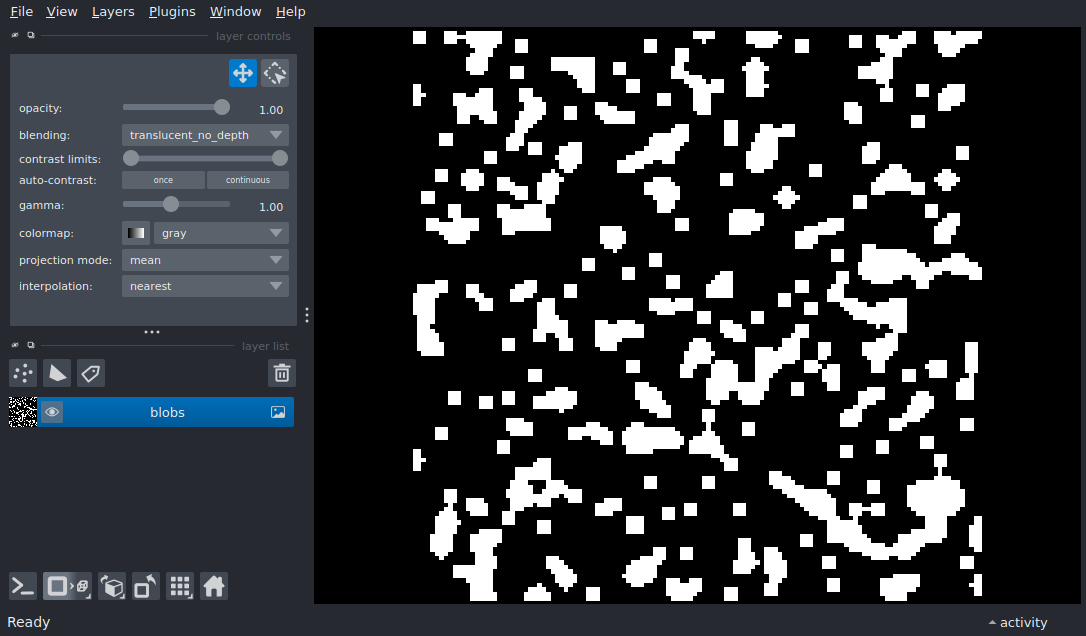 File View Layers Plugins Window Help
layer controls
opacity: 1.00
blending: translucent_no_depth
contrast limits:
auto-contrast: once continuous
gamma: 1.00
colormap: gray
projection mode: mean
interpolation: nearest
layer list
blobs
Ready activity